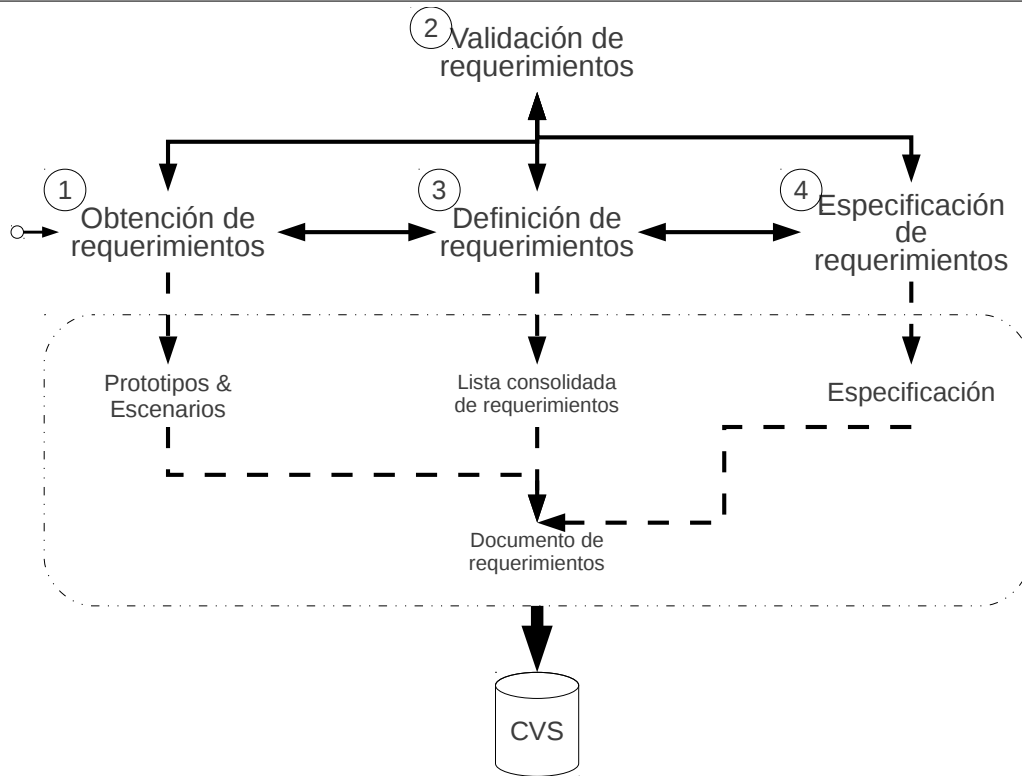 2
Validación de
requerimientos
1
Obtención de
requerimientos
3
Definición de
requerimientos
4
Especificación
de
requerimientos
Prototipos &
Escenarios
Lista consolidada
de requerimientos
Especificación
Documento de
requerimientos
CVS